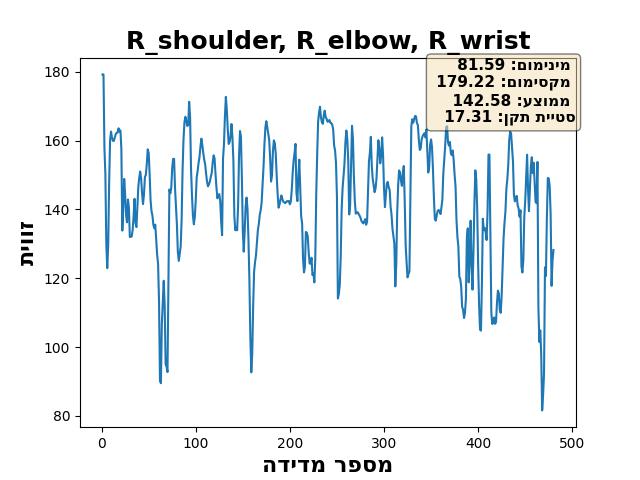 R_shoulder, R_elbow, R_wrist
מינימום: 81.59
מקסימום: 179.22
ממוצע: 142.58
סטיית תקן: 17.31
180
160
140
120
100
80
זווית
0 100 200 300 400 500
מספר מדידה